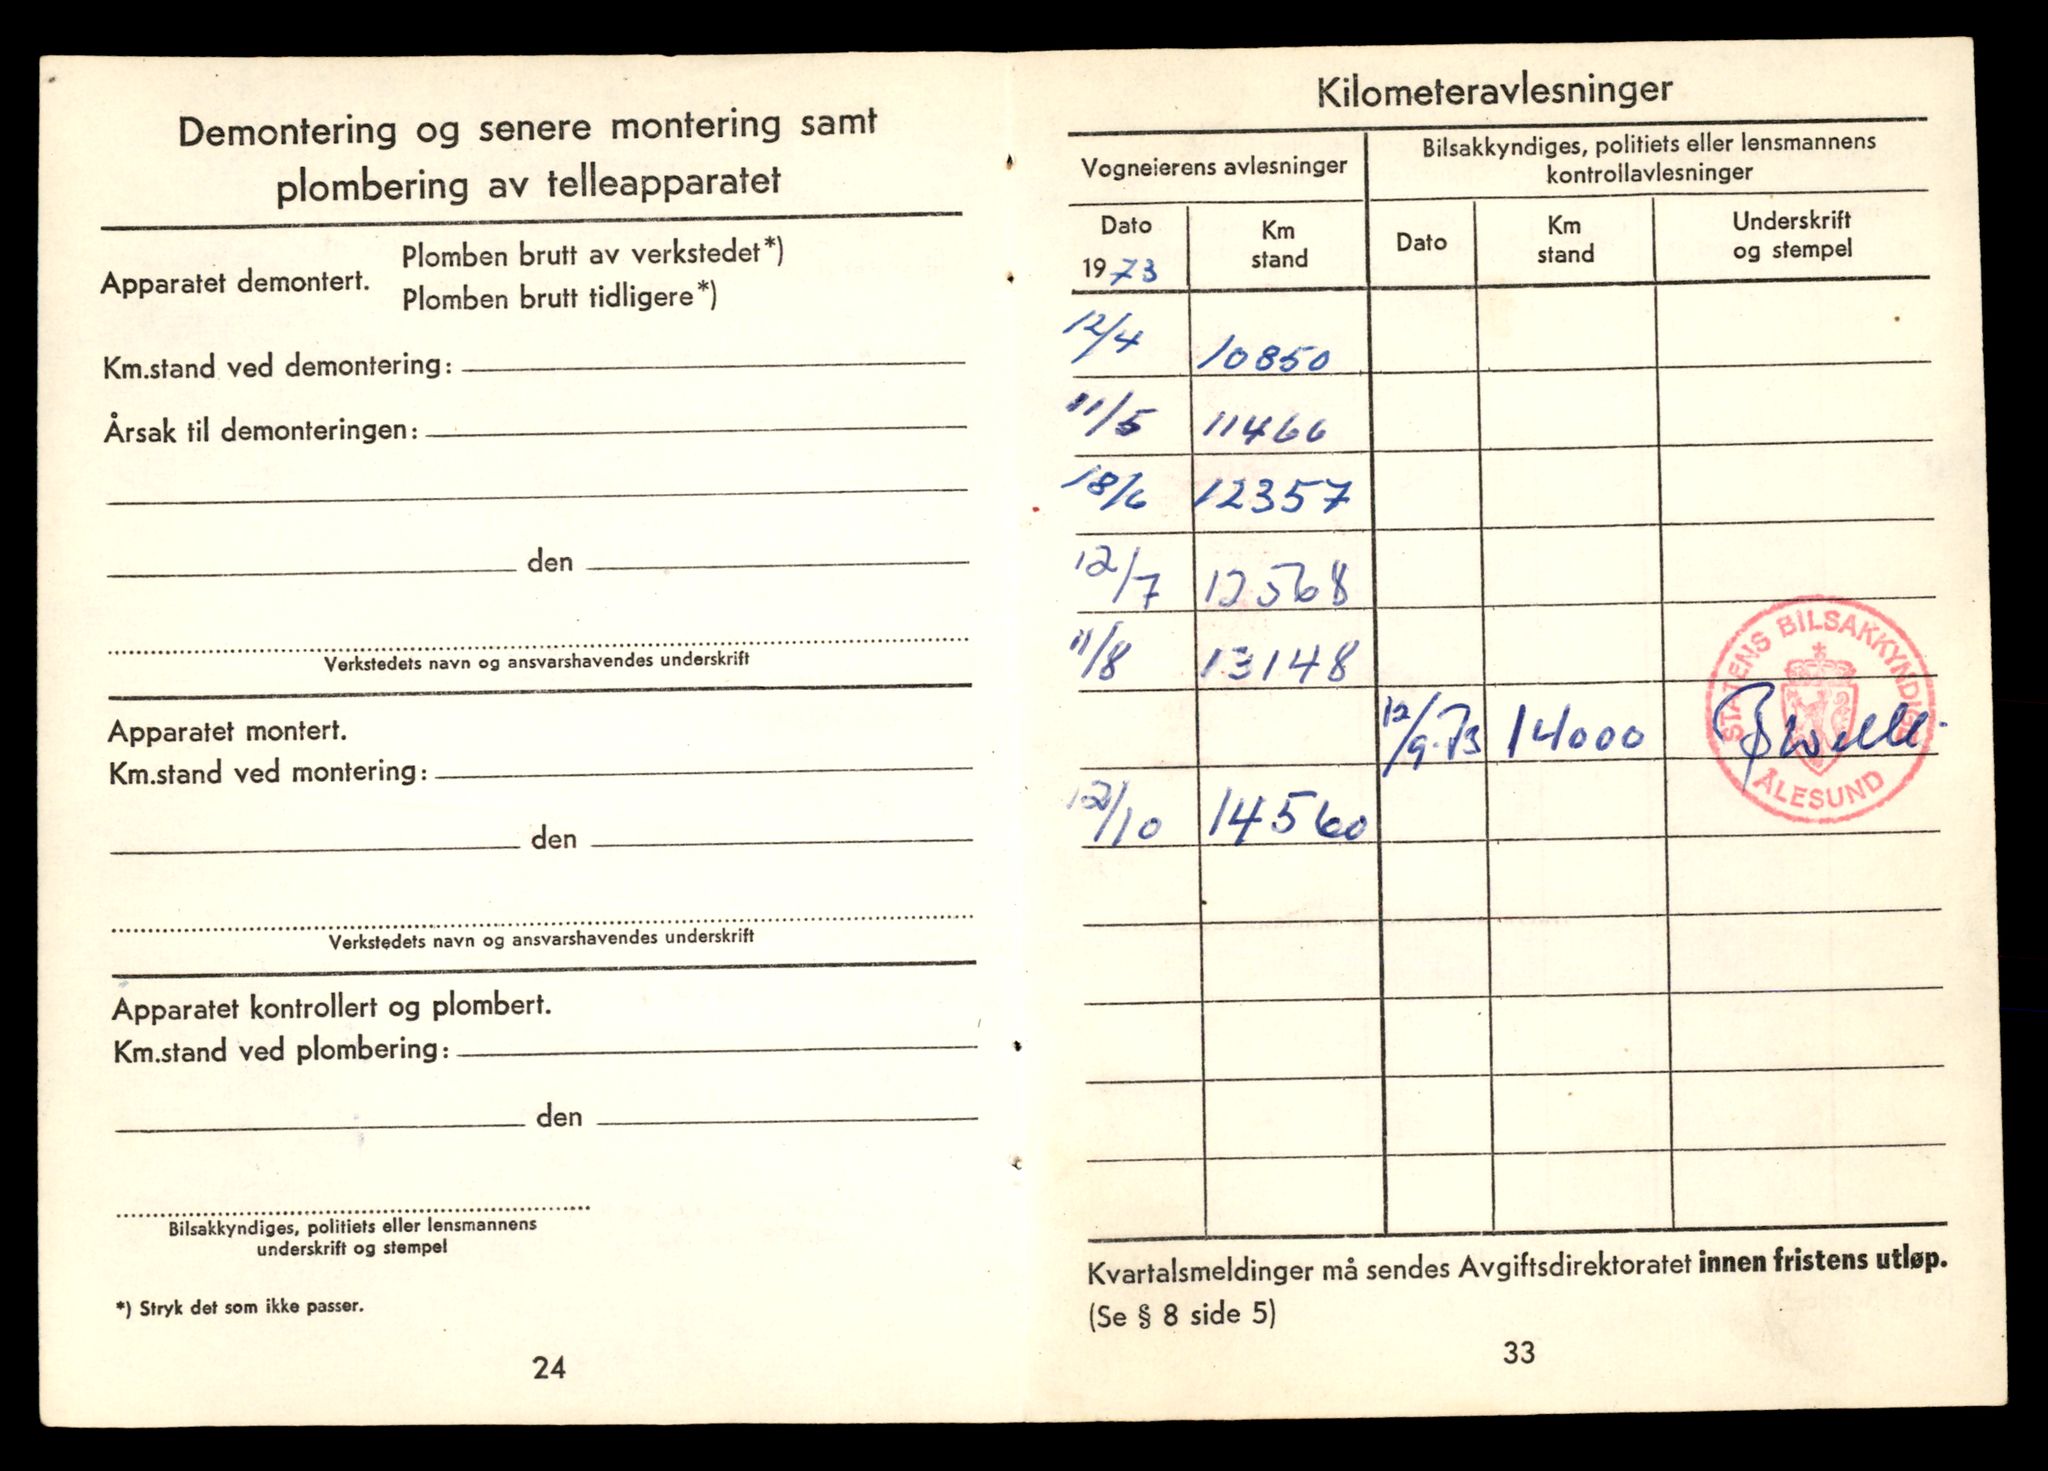 Demontering og senere montering samt
plombering av telleapparatet
Apparatet demontert. Plomben brutt av verkstedet*)
Plomben brutt tidligere*)
Km.stand ved demontering:
Årsak til demonteringen:
den
Verkstedets navn og ansvarshavendes underskrift
Apparatet montert.
Km.stand ved montering:
den
Verkstedets navn og ansvarshavendes underskrift
Apparatet kontrollert og plombert.
Km.stand ved plombering:
den
Bilsakkyndiges, politiets eller lensmannens
underskrift og stempel
*) Stryk det som ikke passer.
24
Kilometeravlesninger
Vogneierens avlesninger
Bilsakkyndiges, politiets eller lensmannens
kontrollavlesninger
Dato
1973
Km
stand
Dato
Km
stand
Underskrift
og stempel
12/4 10850
11/5 11466
18/6 12357
12/7 12568
11/8 13148
12/9.73 14000
STATENS BILSAKKYNDIGE
ÅLESUND
12/10 14560
Kvartalsmeldinger må sendes Avgiftsdirektoratet innen fristens utløp.
(Se § 8 side 5)
33